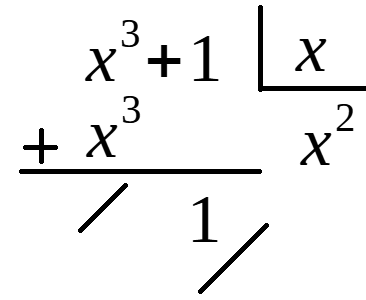 x³+1 x
+ x³ x²
1